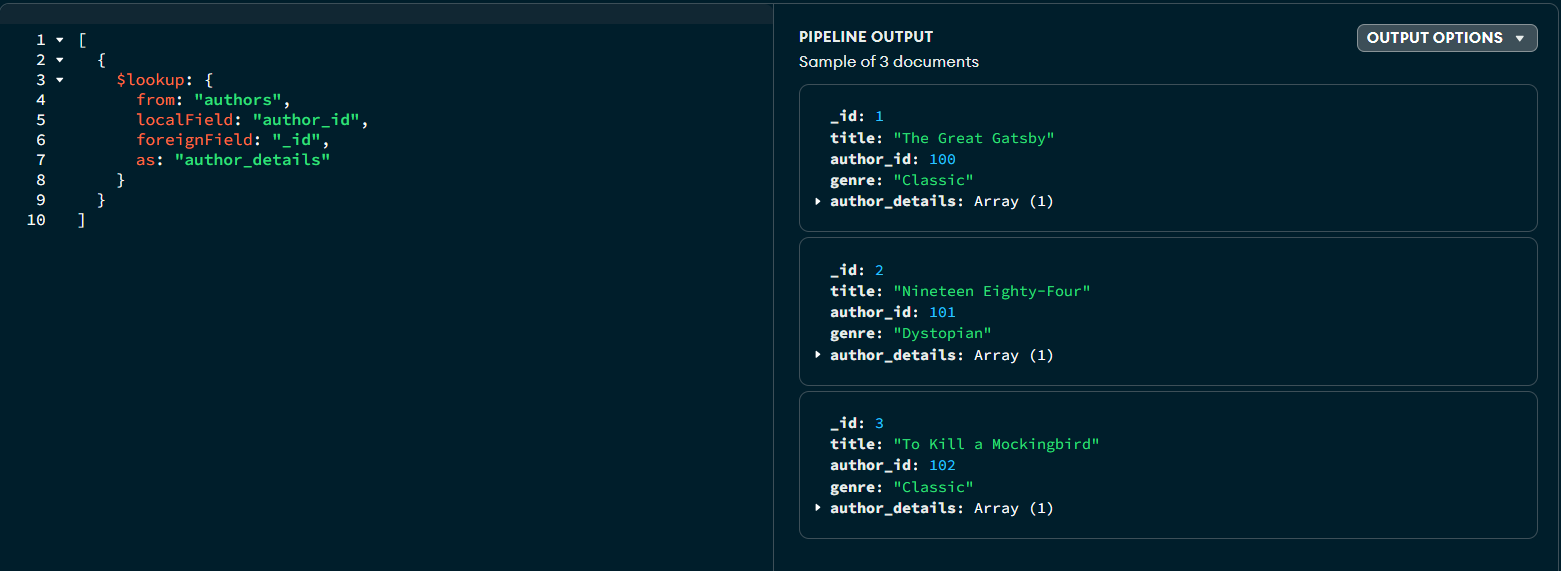 1 [
2 {
3 $lookup: {
4 from: "authors",
5 localField: "author_id",
6 foreignField: "_id",
7 as: "author_details"
8 }
9 }
10 ]
PIPELINE OUTPUT
OUTPUT OPTIONS
Sample of 3 documents
_id: 1
title: "The Great Gatsby"
author_id: 100
genre: "Classic"
author_details: Array (1)
_id: 2
title: "Nineteen Eighty-Four"
author_id: 101
genre: "Dystopian"
author_details: Array (1)
_id: 3
title: "To Kill a Mockingbird"
author_id: 102
genre: "Classic"
author_details: Array (1)